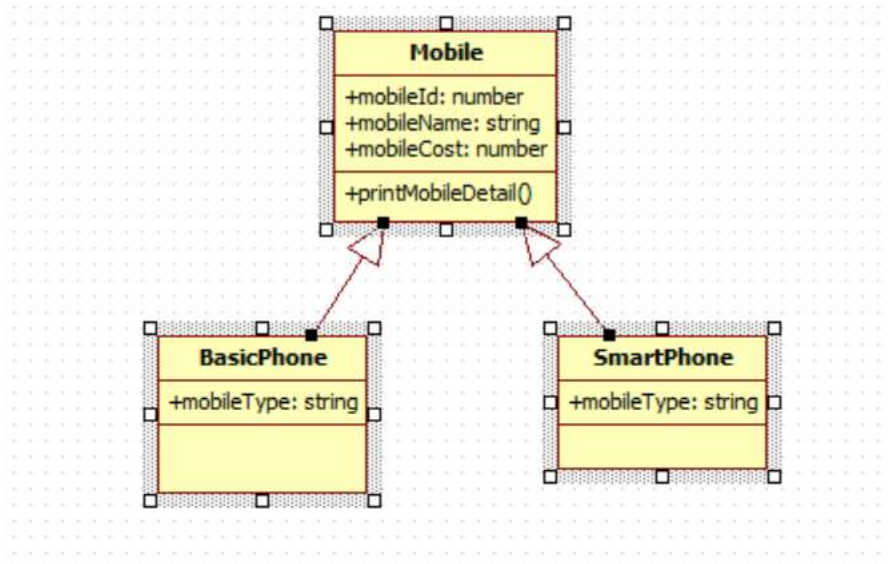 Mobile
+mobileId: number
+mobileName: string
+mobileCost: number
+printMobileDetail()
BasicPhone
+mobileType: string
SmartPhone
+mobileType: string